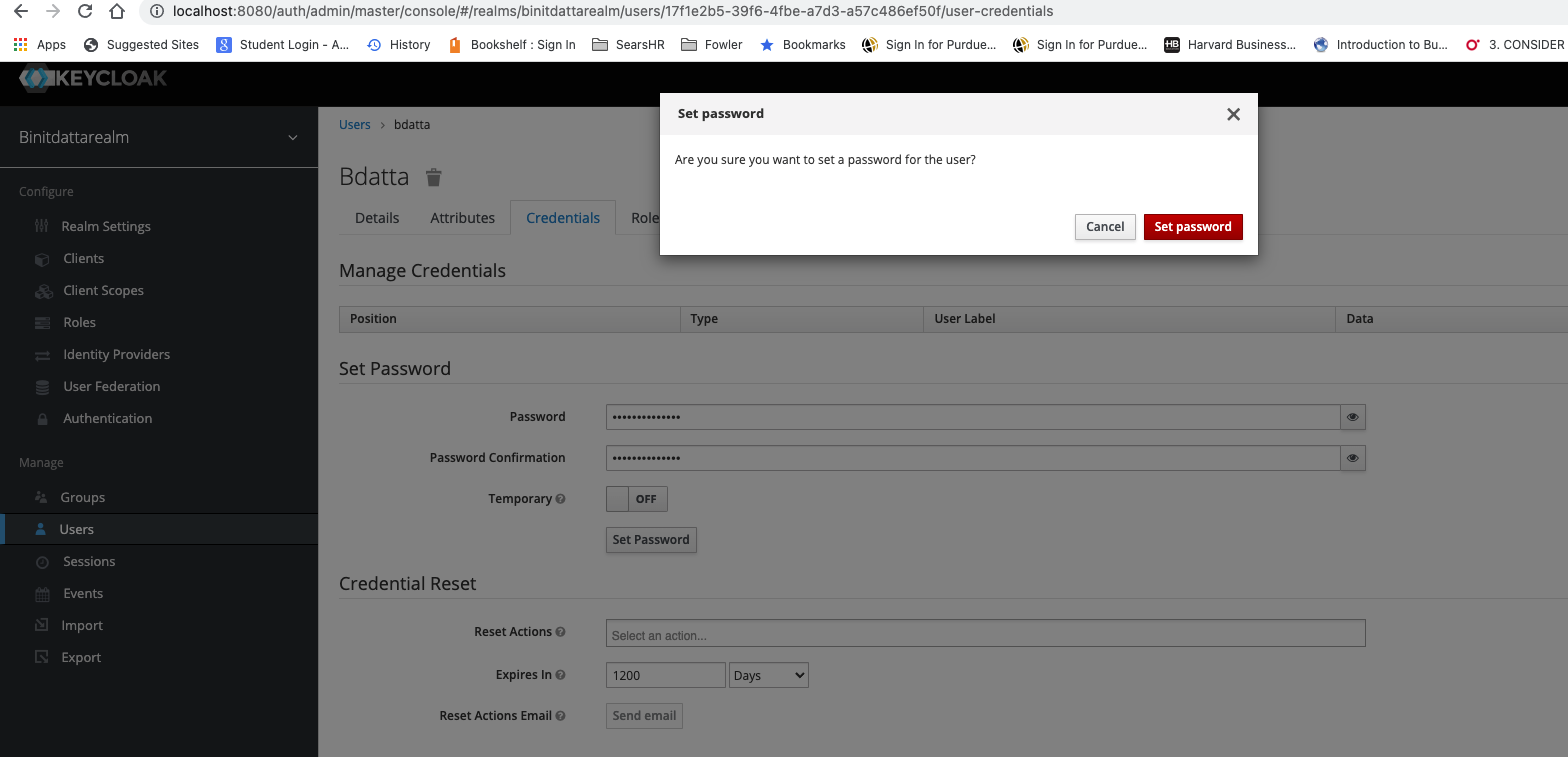 localhost:8080/auth/admin/master/console/#/realms/binitdattarealm/users/17f1e2b5-39f6-4fbe-a7d3-a57c486ef50f/user-credentials
Apps Suggested Sites Student Login - A... History Bookshelf : Sign In SearsHR Fowler Bookmarks Sign In for Purdue... Sign In for Purdue... HB Harvard Business... Introduction to Bu... 3. CONSIDER
KEYCLOAK
Binitdattarealm
Configure
Realm Settings
Clients
Client Scopes
Roles
Identity Providers
User Federation
Authentication
Manage
Groups
Users
Sessions
Events
Import
Export
Users > bdatta
Bdatta
Details Attributes Credentials Role
Set password
Are you sure you want to set a password for the user?
Cancel Set password
Manage Credentials
Position Type User Label Data
Set Password
Password ••••••••••••••
Password Confirmation ••••••••••••••
Temporary OFF
Set Password
Credential Reset
Reset Actions Select an action...
Expires In 1200 Days
Reset Actions Email Send email